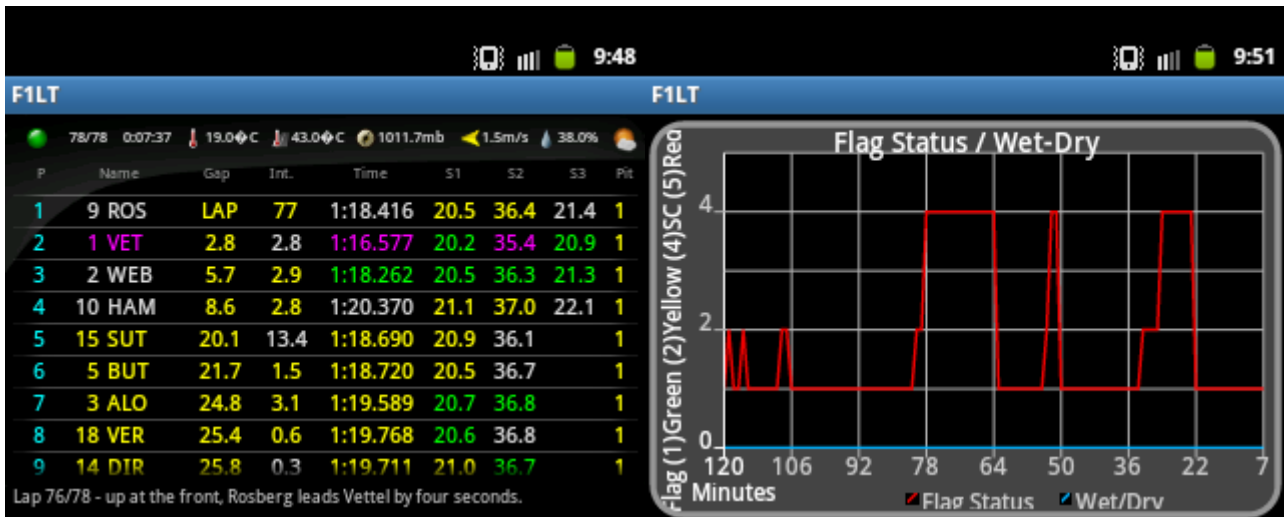 9:48
F1LT
78/78 0:07:37 19.0�C 43.0�C 1011.7mb 1.5m/s 38.0%
P Name Gap Int. Time S1 S2 S3 Pit
1 9 ROS LAP 77 1:18.416 20.5 36.4 21.4 1
2 1 VET 2.8 2.8 1:16.577 20.2 35.4 20.9 1
3 2 WEB 5.7 2.9 1:18.262 20.5 36.3 21.3 1
4 10 HAM 8.6 2.8 1:20.370 21.1 37.0 22.1 1
5 15 SUT 20.1 13.4 1:18.690 20.9 36.1 1
6 5 BUT 21.7 1.5 1:18.720 20.5 36.7 1
7 3 ALO 24.8 3.1 1:19.589 20.7 36.8 1
8 18 VER 25.4 0.6 1:19.768 20.6 36.8 1
9 14 DIR 25.8 0.3 1:19.711 21.0 36.7 1
Lap 76/78 - up at the front, Rosberg leads Vettel by four seconds.
9:51
F1LT
Flag Status / Wet-Dry
Flag (1)Green (2)Yellow (4)SC (5)Red
4
2
0
120 106 92 78 64 50 36 22 7
Minutes
Flag Status Wet/Dry